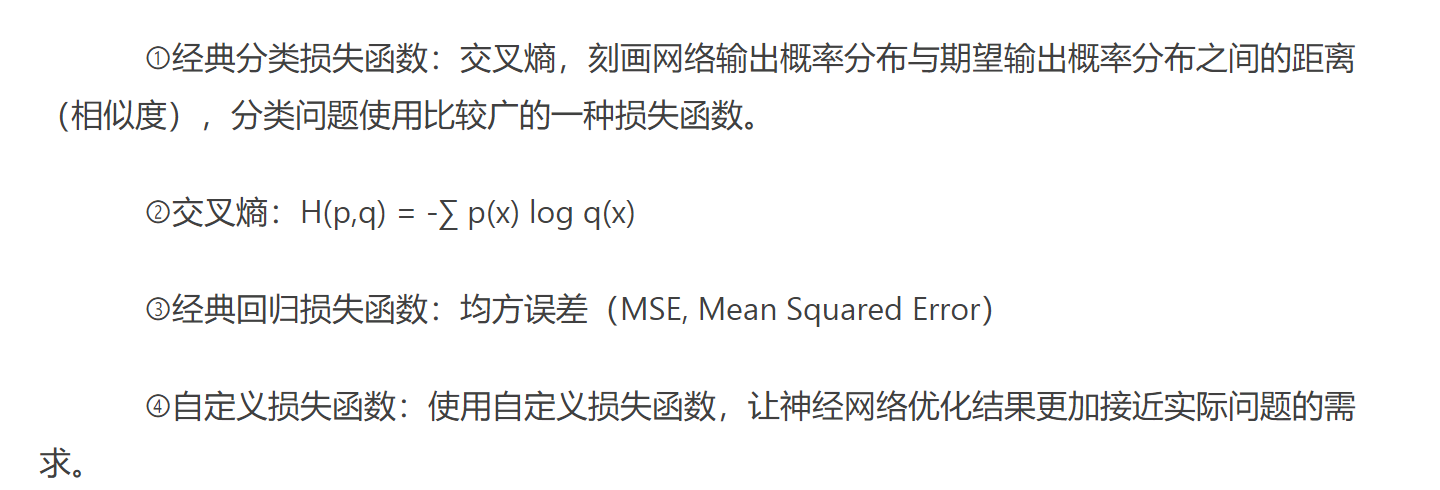 ①经典分类损失函数：交叉熵，刻画网络输出概率分布与期望输出概率分布之间的距离
（相似度），分类问题使用比较广的一种损失函数。
②交叉熵：H(p,q) = -∑ p(x) log q(x)
③经典回归损失函数：均方误差（MSE, Mean Squared Error）
④自定义损失函数：使用自定义损失函数，让神经网络优化结果更加接近实际问题的需
求。